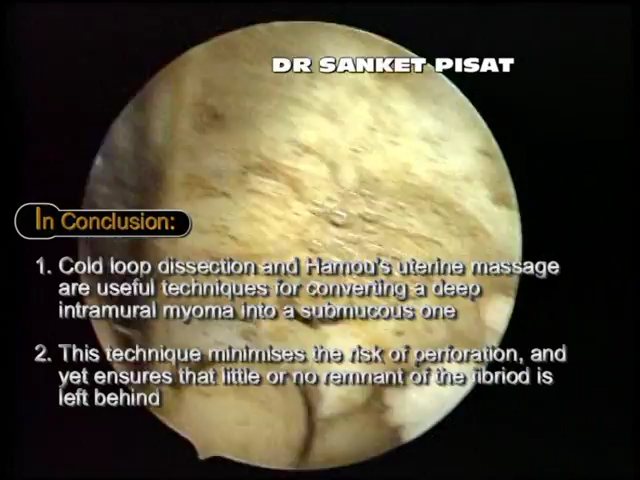 DR SANKET PISAT
In Conclusion:
1. Cold loop dissection and Hamou's uterine massage
are useful techniques for converting a deep
intramural myoma into a submucous one
2. This technique minimises the risk of perforation, and
yet ensures that little or no remnant of the fibriod is
left behind